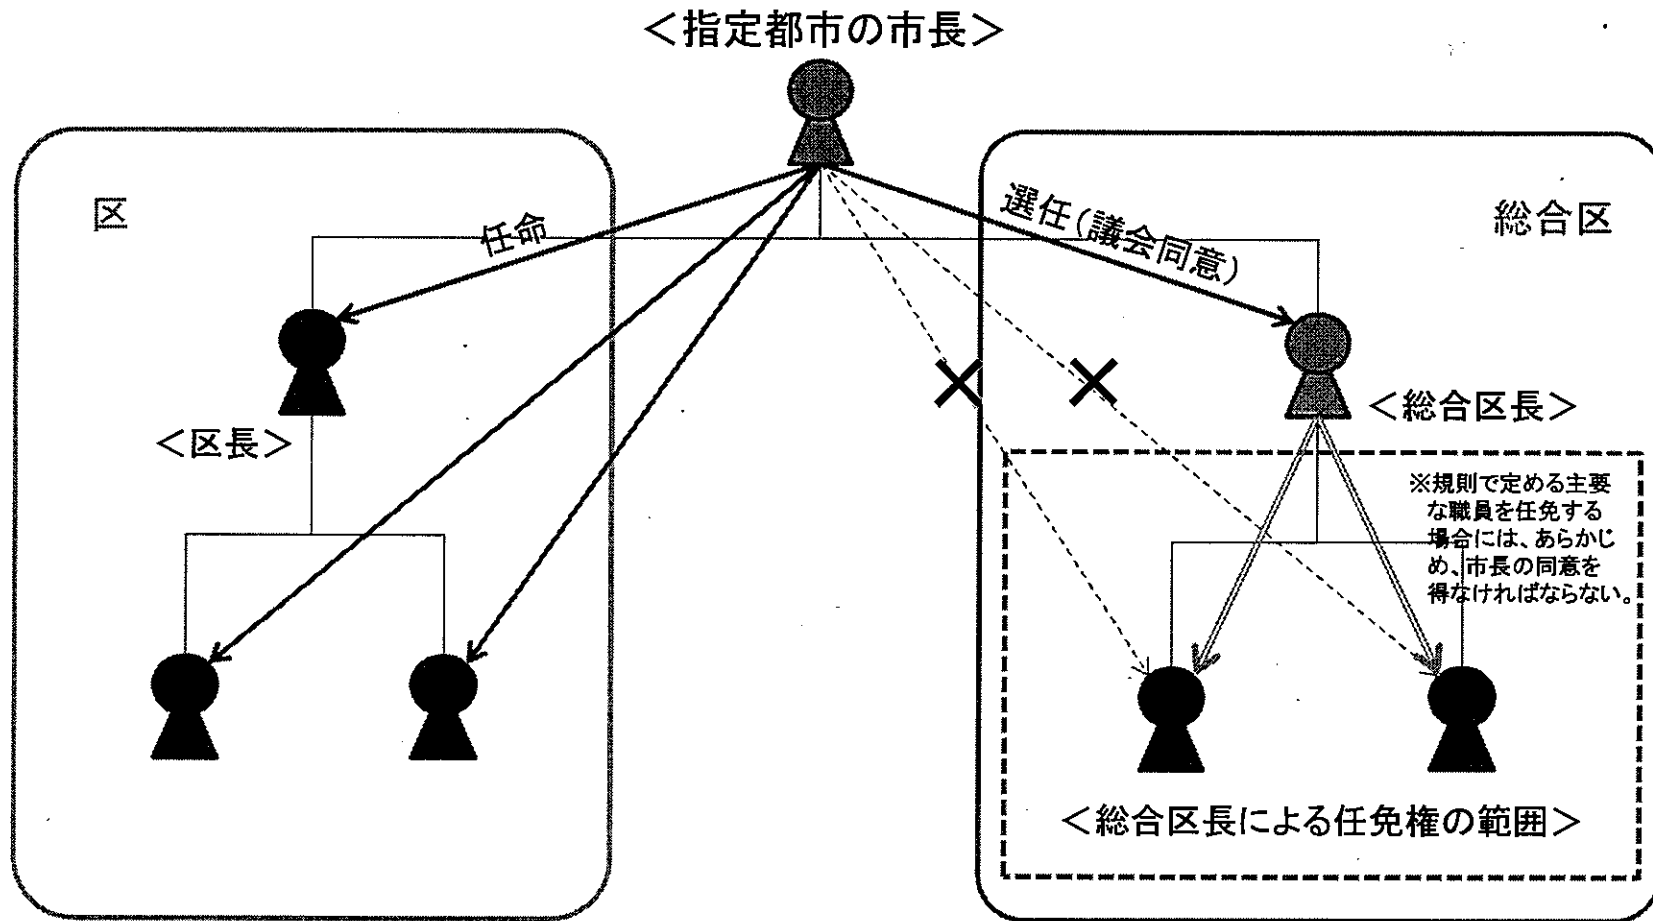 ＜指定都市の市長＞
区
任命
選任（議会同意）
総合区
＜区長＞
＜総合区長＞
※規則で定める主要
な職員を任免する
場合には、あらかじ
め、市長の同意を
得なければならない。
＜総合区長による任免権の範囲＞